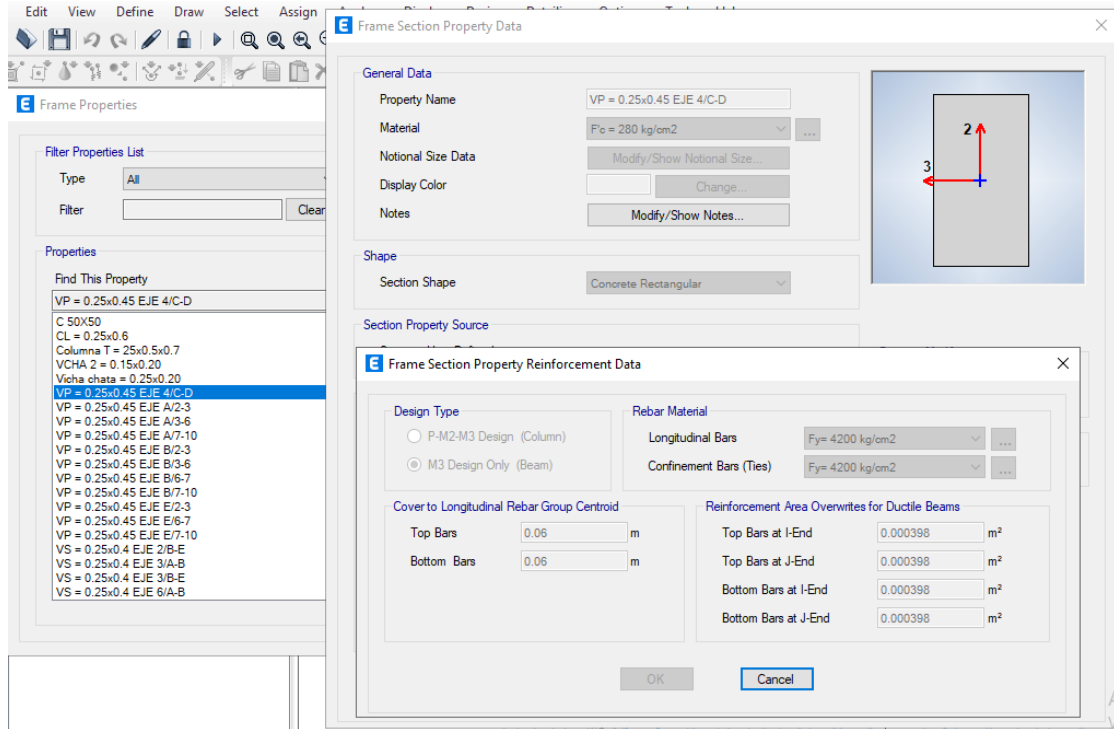 Edit View Define Draw Select Assign
E Frame Section Property Data
E Frame Properties
Filter Properties List
Type All
Filter Clear
Properties
Find This Property
VP = 0.25x0.45 EJE 4/C-D
C 50X50
CL = 0.25x0.6
Columna T = 25x0.5x0.7
VCHA 2 = 0.15x0.20
Vicha chata = 0.25x0.20
VP = 0.25x0.45 EJE 4/C-D
VP = 0.25x0.45 EJE A/2-3
VP = 0.25x0.45 EJE A/3-6
VP = 0.25x0.45 EJE A/7-10
VP = 0.25x0.45 EJE B/2-3
VP = 0.25x0.45 EJE B/3-6
VP = 0.25x0.45 EJE B/6-7
VP = 0.25x0.45 EJE B/7-10
VP = 0.25x0.45 EJE E/2-3
VP = 0.25x0.45 EJE E/6-7
VP = 0.25x0.45 EJE E/7-10
VS = 0.25x0.4 EJE 2/B-E
VS = 0.25x0.4 EJE 3/A-B
VS = 0.25x0.4 EJE 3/B-E
VS = 0.25x0.4 EJE 6/A-B
General Data
Property Name VP = 0.25x0.45 EJE 4/C-D
Material F'c = 280 kg/cm2 ...
Notional Size Data Modify/Show Notional Size...
Display Color Change...
Notes Modify/Show Notes...
2
3
Shape
Section Shape Concrete Rectangular
Section Property Source
E Frame Section Property Reinforcement Data
Design Type
P-M2-M3 Design (Column)
M3 Design Only (Beam)
Rebar Material
Longitudinal Bars Fy= 4200 kg/cm2 ...
Confinement Bars (Ties) Fy= 4200 kg/cm2 ...
Cover to Longitudinal Rebar Group Centroid
Top Bars 0.06 m
Bottom Bars 0.06 m
Reinforcement Area Overwrites for Ductile Beams
Top Bars at I-End 0.000398 m²
Top Bars at J-End 0.000398 m²
Bottom Bars at I-End 0.000398 m²
Bottom Bars at J-End 0.000398 m²
OK Cancel